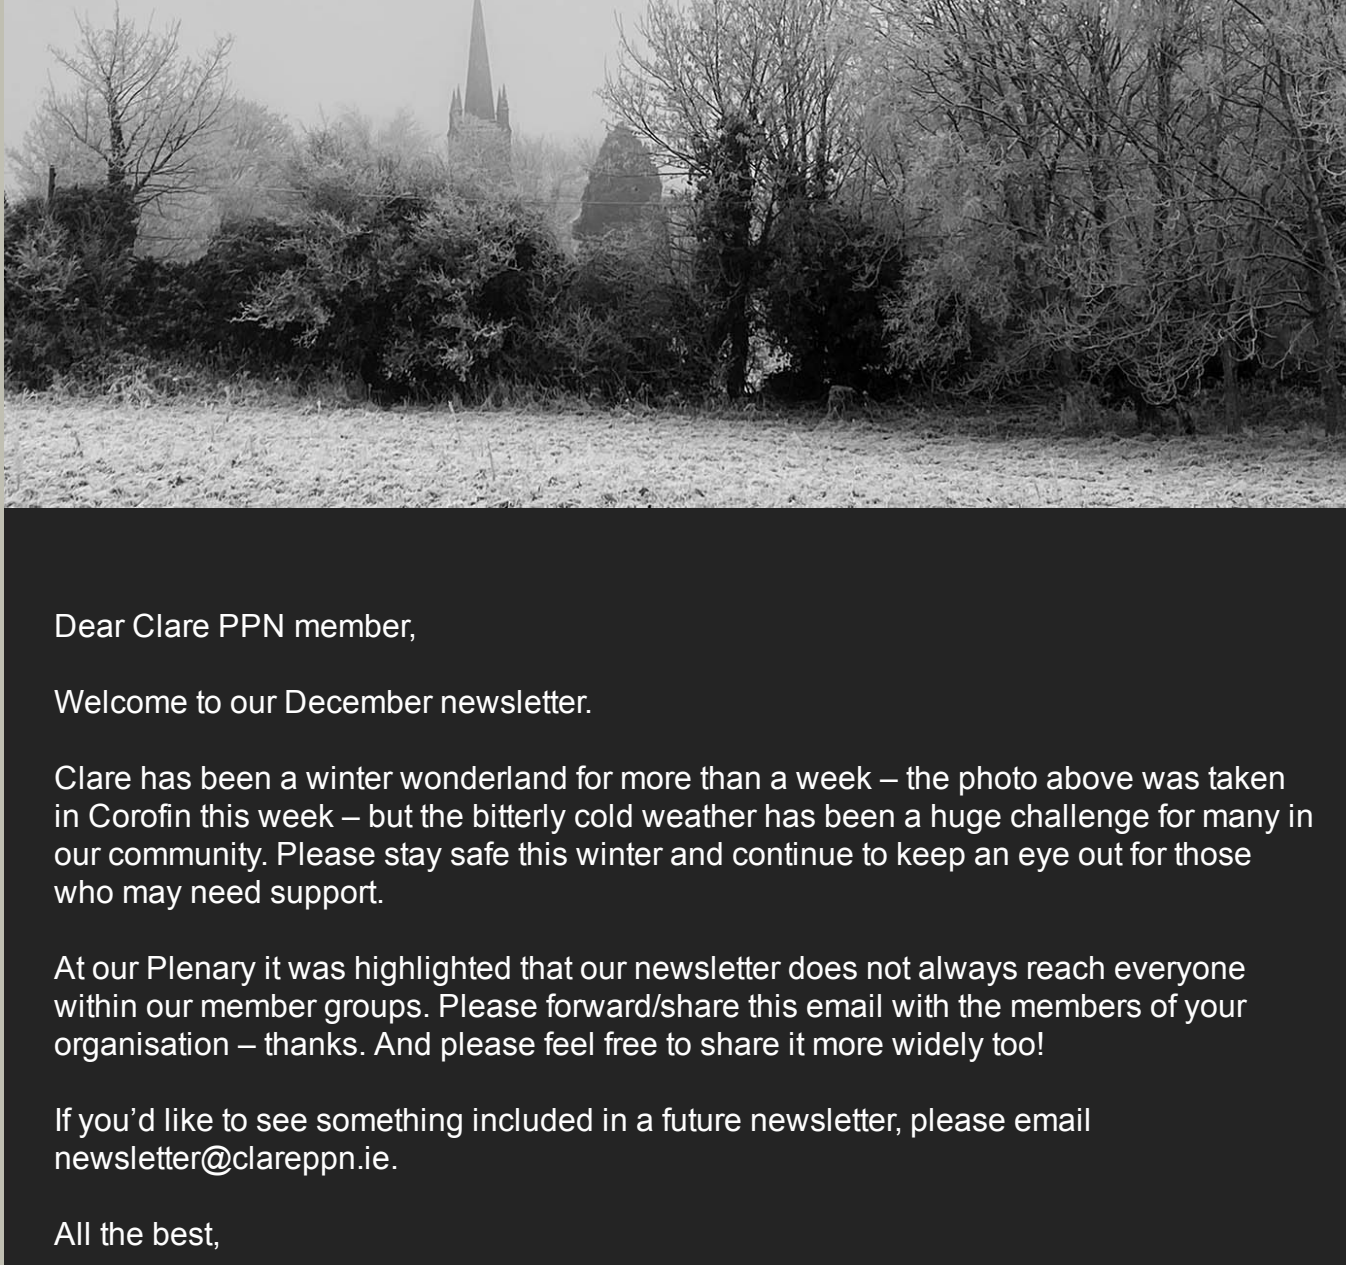 Dear Clare PPN member,
Welcome to our December newsletter.
Clare has been a winter wonderland for more than a week – the photo above was taken
in Corofin this week – but the bitterly cold weather has been a huge challenge for many in
our community. Please stay safe this winter and continue to keep an eye out for those
who may need support.
At our Plenary it was highlighted that our newsletter does not always reach everyone
within our member groups. Please forward/share this email with the members of your
organisation – thanks. And please feel free to share it more widely too!
If you’d like to see something included in a future newsletter, please email
newsletter@clareppn.ie.
All the best,